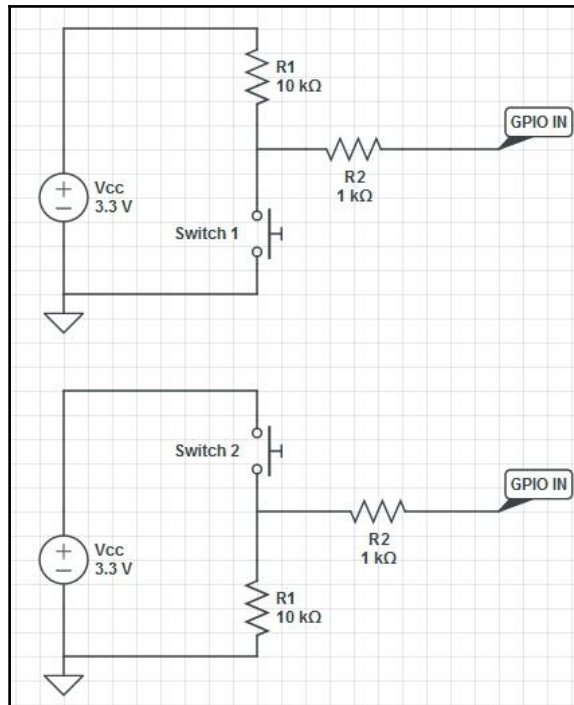 R1
10 kΩ
GPIO IN
R2
1 kΩ
Vcc
3.3 V
Switch 1
Switch 2
GPIO IN
R2
1 kΩ
Vcc
3.3 V
R1
10 kΩ